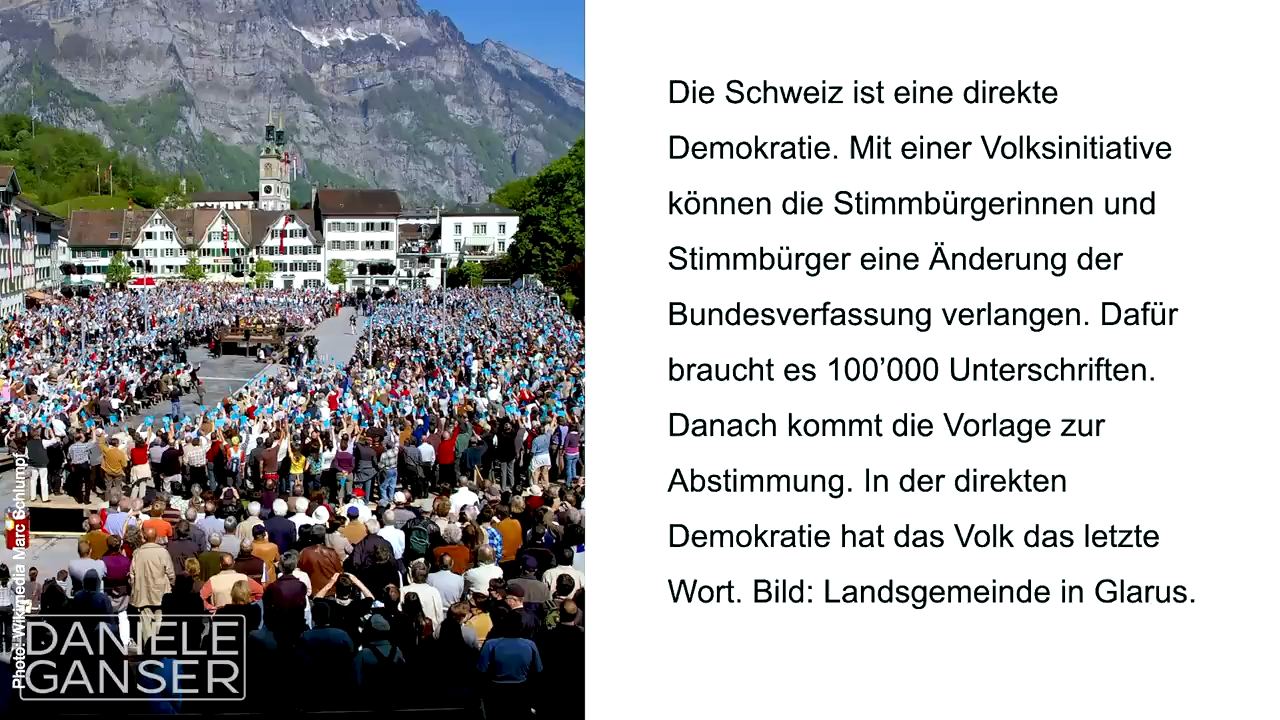 Die Schweiz ist eine direkte
Demokratie. Mit einer Volksinitiative
können die Stimmbürgerinnen und
Stimmbürger eine Änderung der
Bundesverfassung verlangen. Dafür
braucht es 100’000 Unterschriften.
Danach kommt die Vorlage zur
Abstimmung. In der direkten
Demokratie hat das Volk das letzte
Wort. Bild: Landsgemeinde in Glarus.
Photo: Wikimedia Marc Schlumpf
DANIELE
GANSER